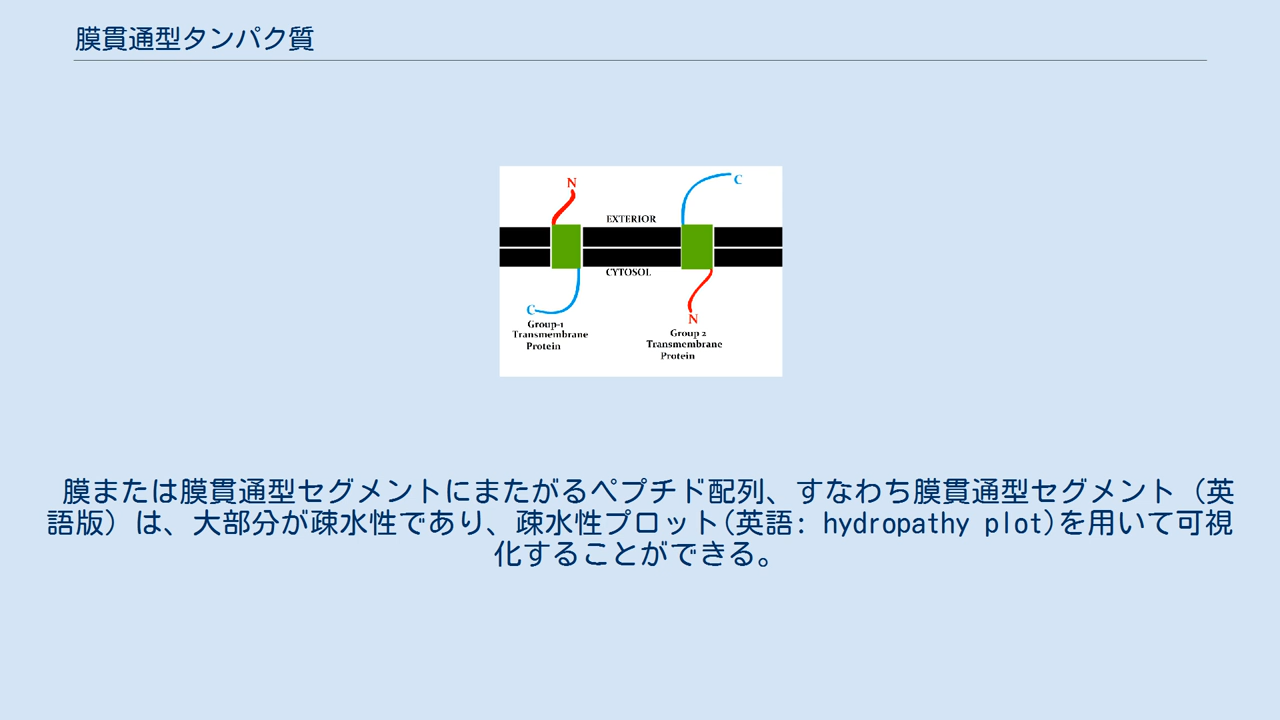 膜貫通型タンパク質
N
C
EXTERIOR
CYTOSOL
C
N
Group-1
Transmembrane
Protein
Group 2
Transmembrane
Protein
膜または膜貫通型セグメントにまたがるペプチド配列、すなわち膜貫通型セグメント（英
語版）は、大部分が疎水性であり、疎水性プロット(英語: hydropathy plot)を用いて可視
化することができる。